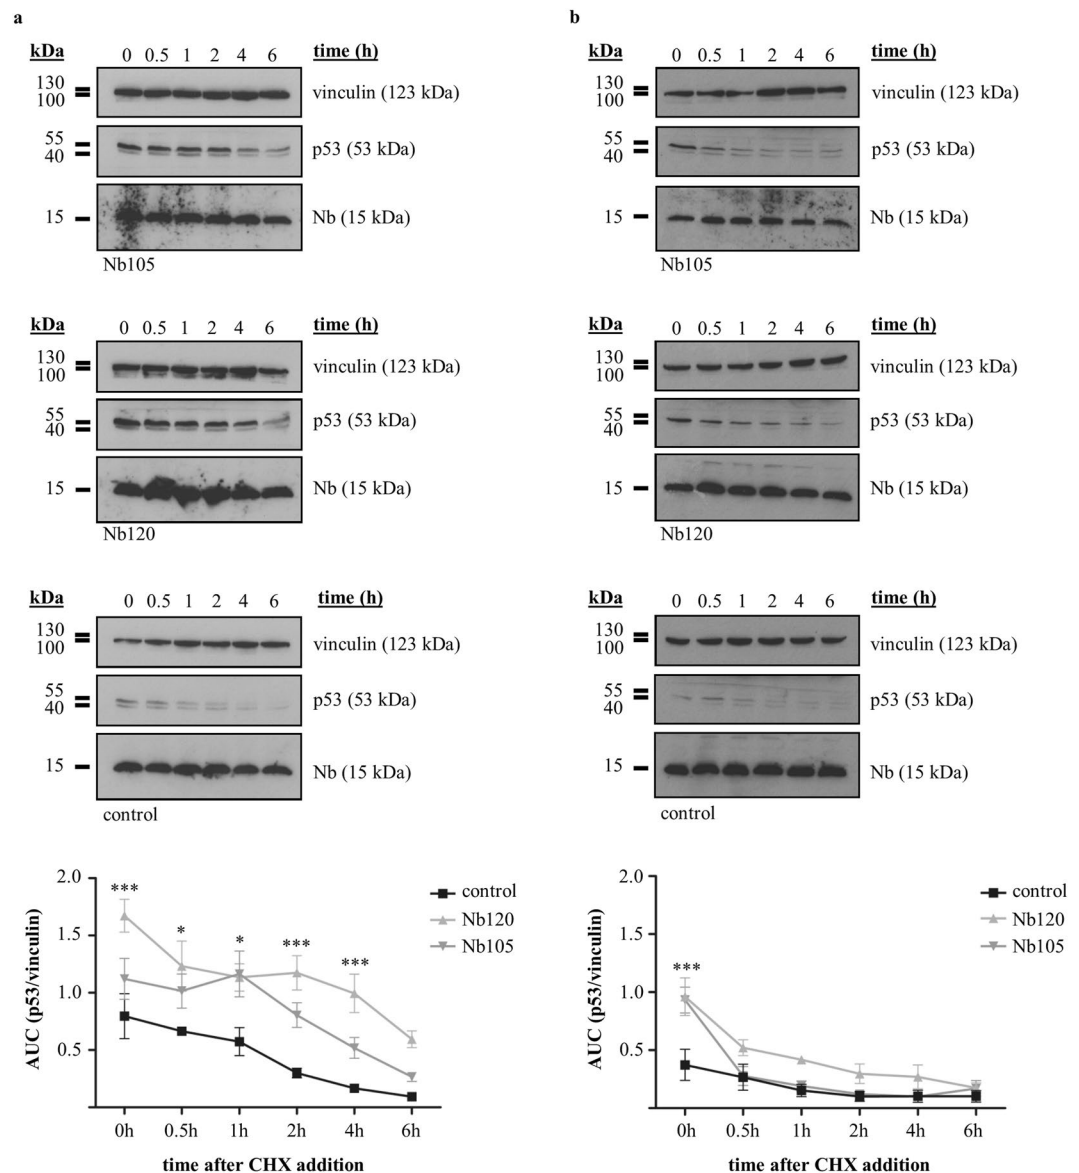 a
kDa 0 0.5 1 2 4 6 time (h)
130
100 vinculin (123 kDa)
55
40 p53 (53 kDa)
15 Nb (15 kDa)
Nb105
kDa 0 0.5 1 2 4 6 time (h)
130
100 vinculin (123 kDa)
55
40 p53 (53 kDa)
15 Nb (15 kDa)
Nb120
kDa 0 0.5 1 2 4 6 time (h)
130
100 vinculin (123 kDa)
55
40 p53 (53 kDa)
15 Nb (15 kDa)
control
AUC (p53/vinculin)
2.0
1.5
1.0
0.5
*** * * *** ***
control
Nb120
Nb105
0h 0.5h 1h 2h 4h 6h
time after CHX addition
b
kDa 0 0.5 1 2 4 6 time (h)
130
100 vinculin (123 kDa)
55
40 p53 (53 kDa)
15 Nb (15 kDa)
Nb105
kDa 0 0.5 1 2 4 6 time (h)
130
100 vinculin (123 kDa)
55
40 p53 (53 kDa)
15 Nb (15 kDa)
Nb120
kDa 0 0.5 1 2 4 6 time (h)
130
100 vinculin (123 kDa)
55
40 p53 (53 kDa)
15 Nb (15 kDa)
control
AUC (p53/vinculin)
2.0
1.5
1.0
0.5
***
control
Nb120
Nb105
0h 0.5h 1h 2h 4h 6h
time after CHX addition